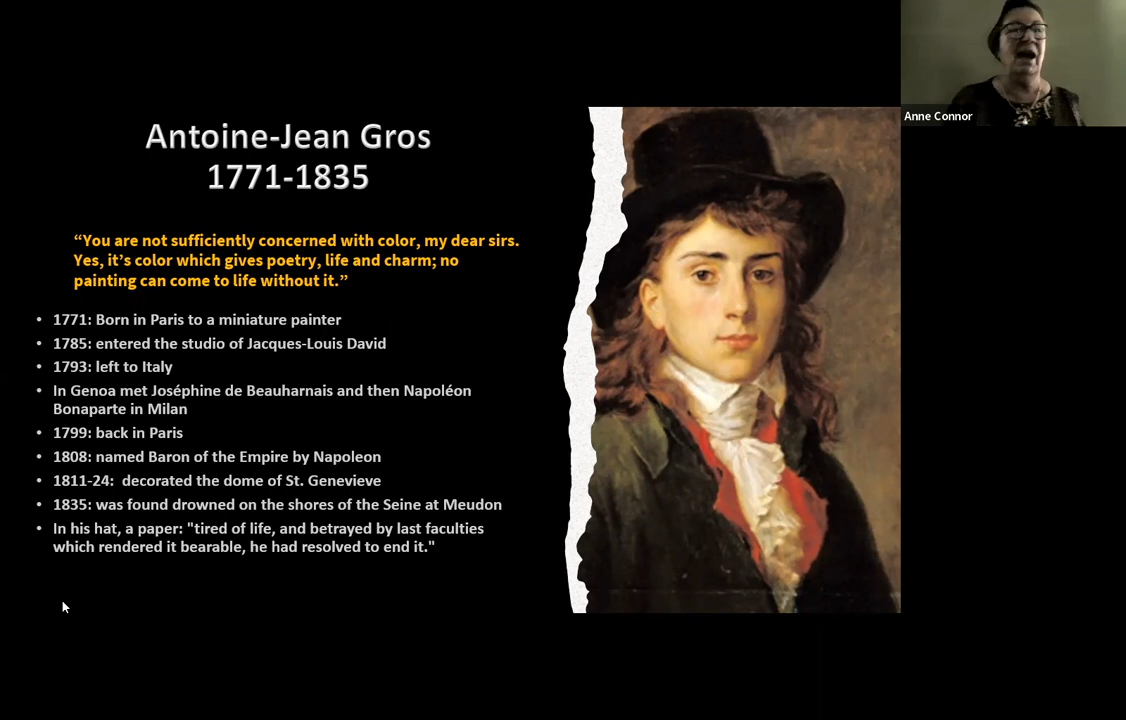 Antoine-Jean Gros
1771-1835
“You are not sufficiently concerned with color, my dear sirs.
Yes, it’s color which gives poetry, life and charm; no
painting can come to life without it.”
• 1771: Born in Paris to a miniature painter
• 1785: entered the studio of Jacques-Louis David
• 1793: left to Italy
• In Genoa met Joséphine de Beauharnais and then Napoléon
Bonaparte in Milan
• 1799: back in Paris
• 1808: named Baron of the Empire by Napoleon
• 1811-24:  decorated the dome of St. Genevieve
• 1835: was found drowned on the shores of the Seine at Meudon
• In his hat, a paper: "tired of life, and betrayed by last faculties
which rendered it bearable, he had resolved to end it."
Anne Connor